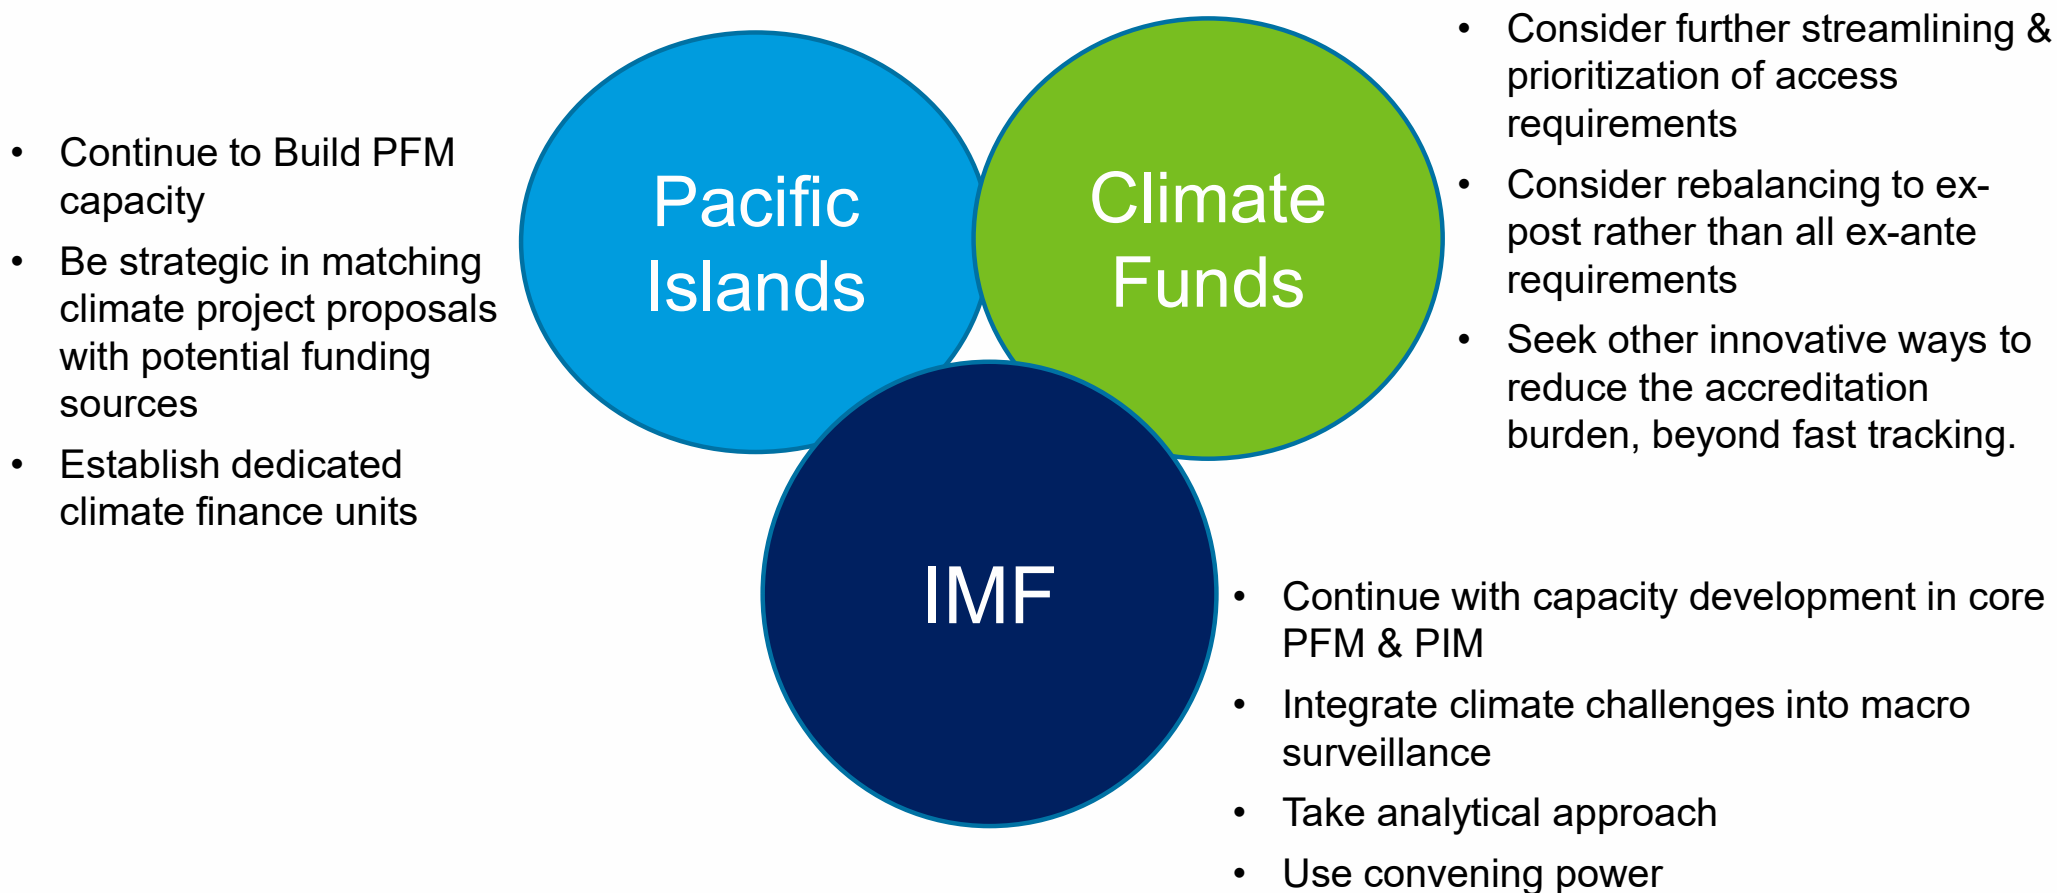 • Continue to Build PFM
capacity
• Be strategic in matching
climate project proposals
with potential funding
sources
• Establish dedicated
climate finance units
Pacific
Islands
Climate
Funds
• Consider further streamlining &
prioritization of access
requirements
• Consider rebalancing to ex-
post rather than all ex-ante
requirements
• Seek other innovative ways to
reduce the accreditation
burden, beyond fast tracking.
IMF
• Continue with capacity development in core
PFM & PIM
• Integrate climate challenges into macro
surveillance
• Take analytical approach
• Use convening power